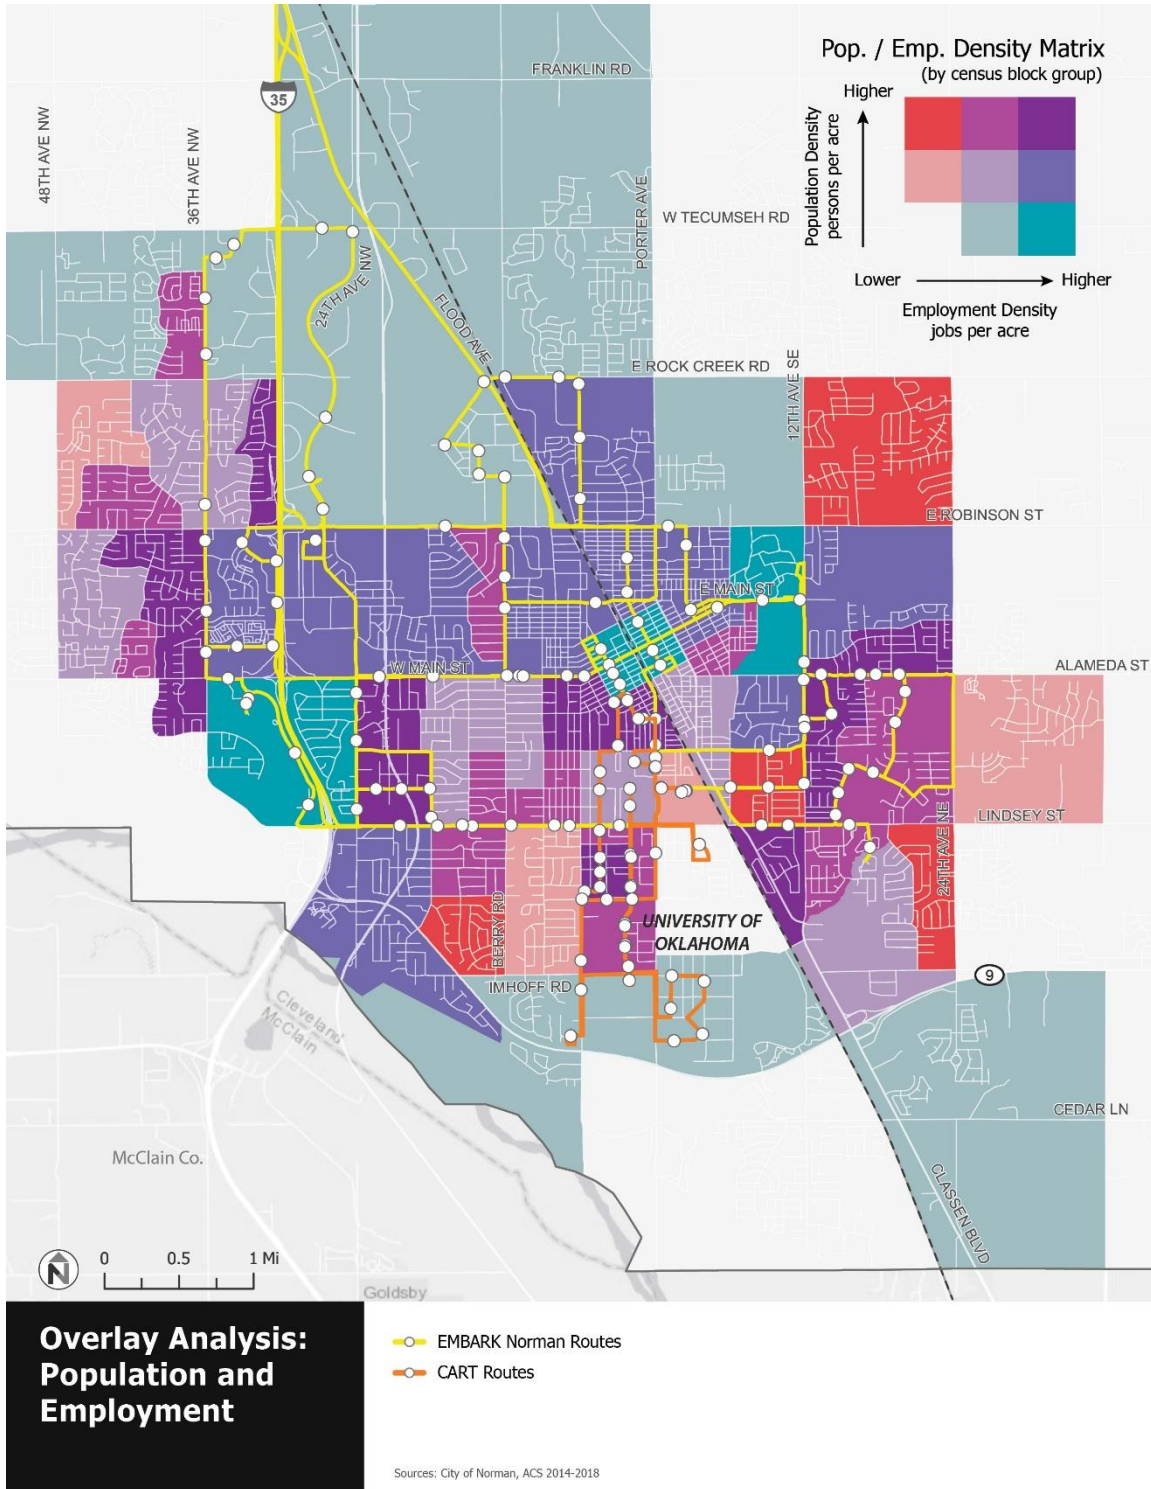 Pop. / Emp. Density Matrix
(by census block group)
Higher
Population Density
persons per acre
Lower
Higher
Employment Density
jobs per acre
FRANKLIN RD
35
48TH AVE NW
36TH AVE NW
PORTER AVE
W TECUMSEH RD
24TH AVE NW
FLOOD AVE
E ROCK CREEK RD
12TH AVE SE
E ROBINSON ST
E MAIN ST
W MAIN ST
ALAMEDA ST
LINDSEY ST
24TH AVE NE
BERRY RD
UNIVERSITY OF
OKLAHOMA
IMHOFF RD
9
Cleveland
McClain
CEDAR LN
McClain Co.
CLASSEN BLVD
N
0 0.5 1 Mi
Goldsby
Overlay Analysis:
Population and
Employment
EMBARK Norman Routes
CART Routes
Sources: City of Norman, ACS 2014-2018